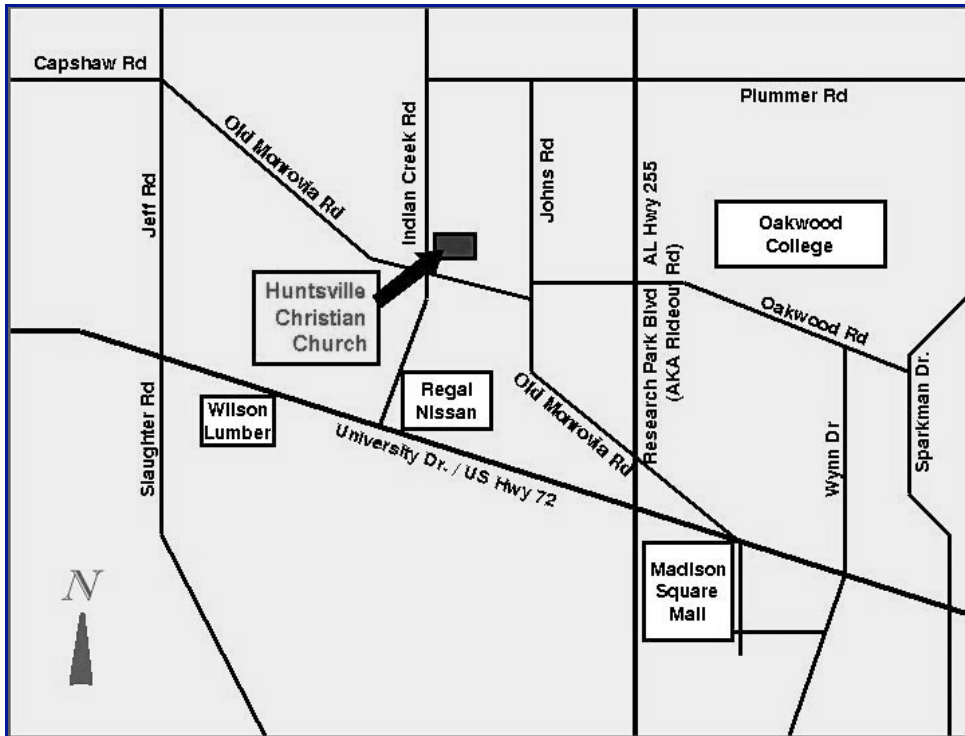 Capshaw Rd
Plummer Rd
Old Monrovia Rd
Indian Creek Rd
Johns Rd
AL Hwy 255
Jeff Rd
Oakwood
College
Huntsville
Christian
Church
Research Park Blvd
(AKA Rideout Rd)
Oakwood Rd
Sparkman Dr.
Wilson
Lumber
Regal
Nissan
Old Monrovia Rd
Slaughter Rd
University Dr. / US Hwy 72
Wynn Dr
Madison
Square
Mall
N